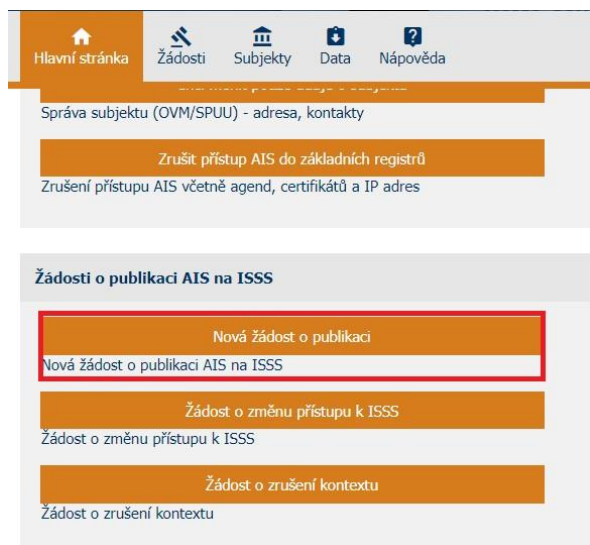 Hlavní stránka
Žádosti
Subjekty
Data
Nápověda
Správa subjektu (OVM/SPUU) - adresa, kontakty
Zrušit přístup AIS do základních registrů
Zrušení přístupu AIS včetně agend, certifikátů a IP adres
Žádosti o publikaci AIS na ISSS
Nová žádost o publikaci
Nová žádost o publikaci AIS na ISSS
Žádost o změnu přístupu k ISSS
Žádost o změnu přístupu k ISSS
Žádost o zrušení kontextu
Žádost o zrušení kontextu